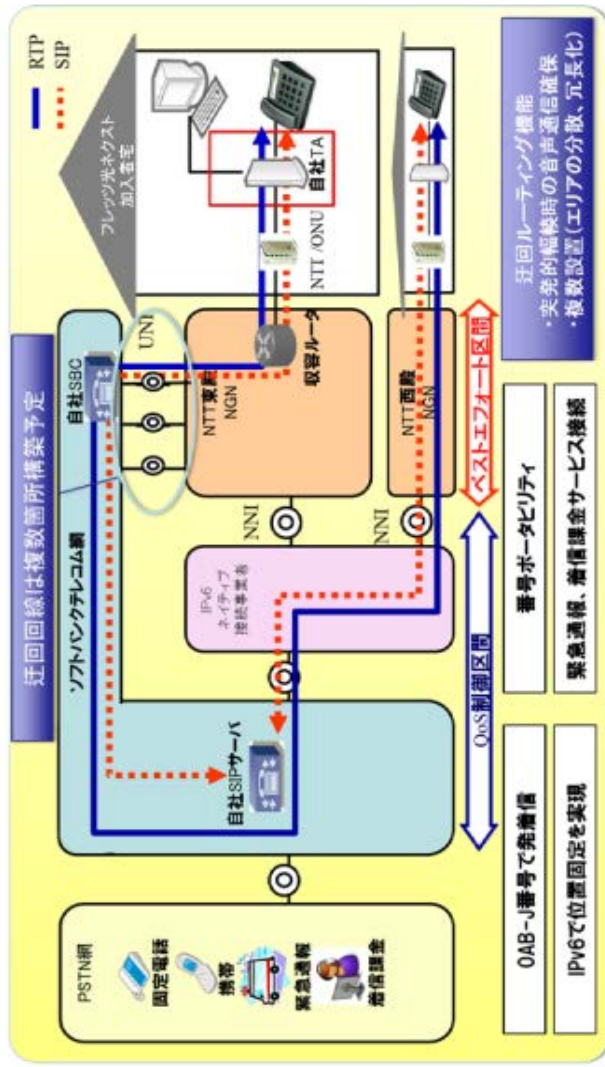 迂回回線は複数箇所構築予定
RTP
SIP
フレッツ光ネクスト
加入者宅
ソフトバンクテレコム網
自社SBC
UNI
PSTN網
固定電話
携帯
緊急通報
着信課金
自社SIPサーバ
IPv6
ネイティブ
接続事業者
NNI
NNI
NTT東殿
NGN
収容ルータ
NTT西殿
NGN
NTT/ONU
自社TA
QoS制御区間
ベストエフォート区間
0AB-J番号で発着信
番号ポータビリティ
IPv6で位置固定を実現
緊急通報、着信課金サービス接続
迂回ルーティング機能
・突発的輻輳時の音声通信確保
・複数設置(エリアの分散、冗長化)